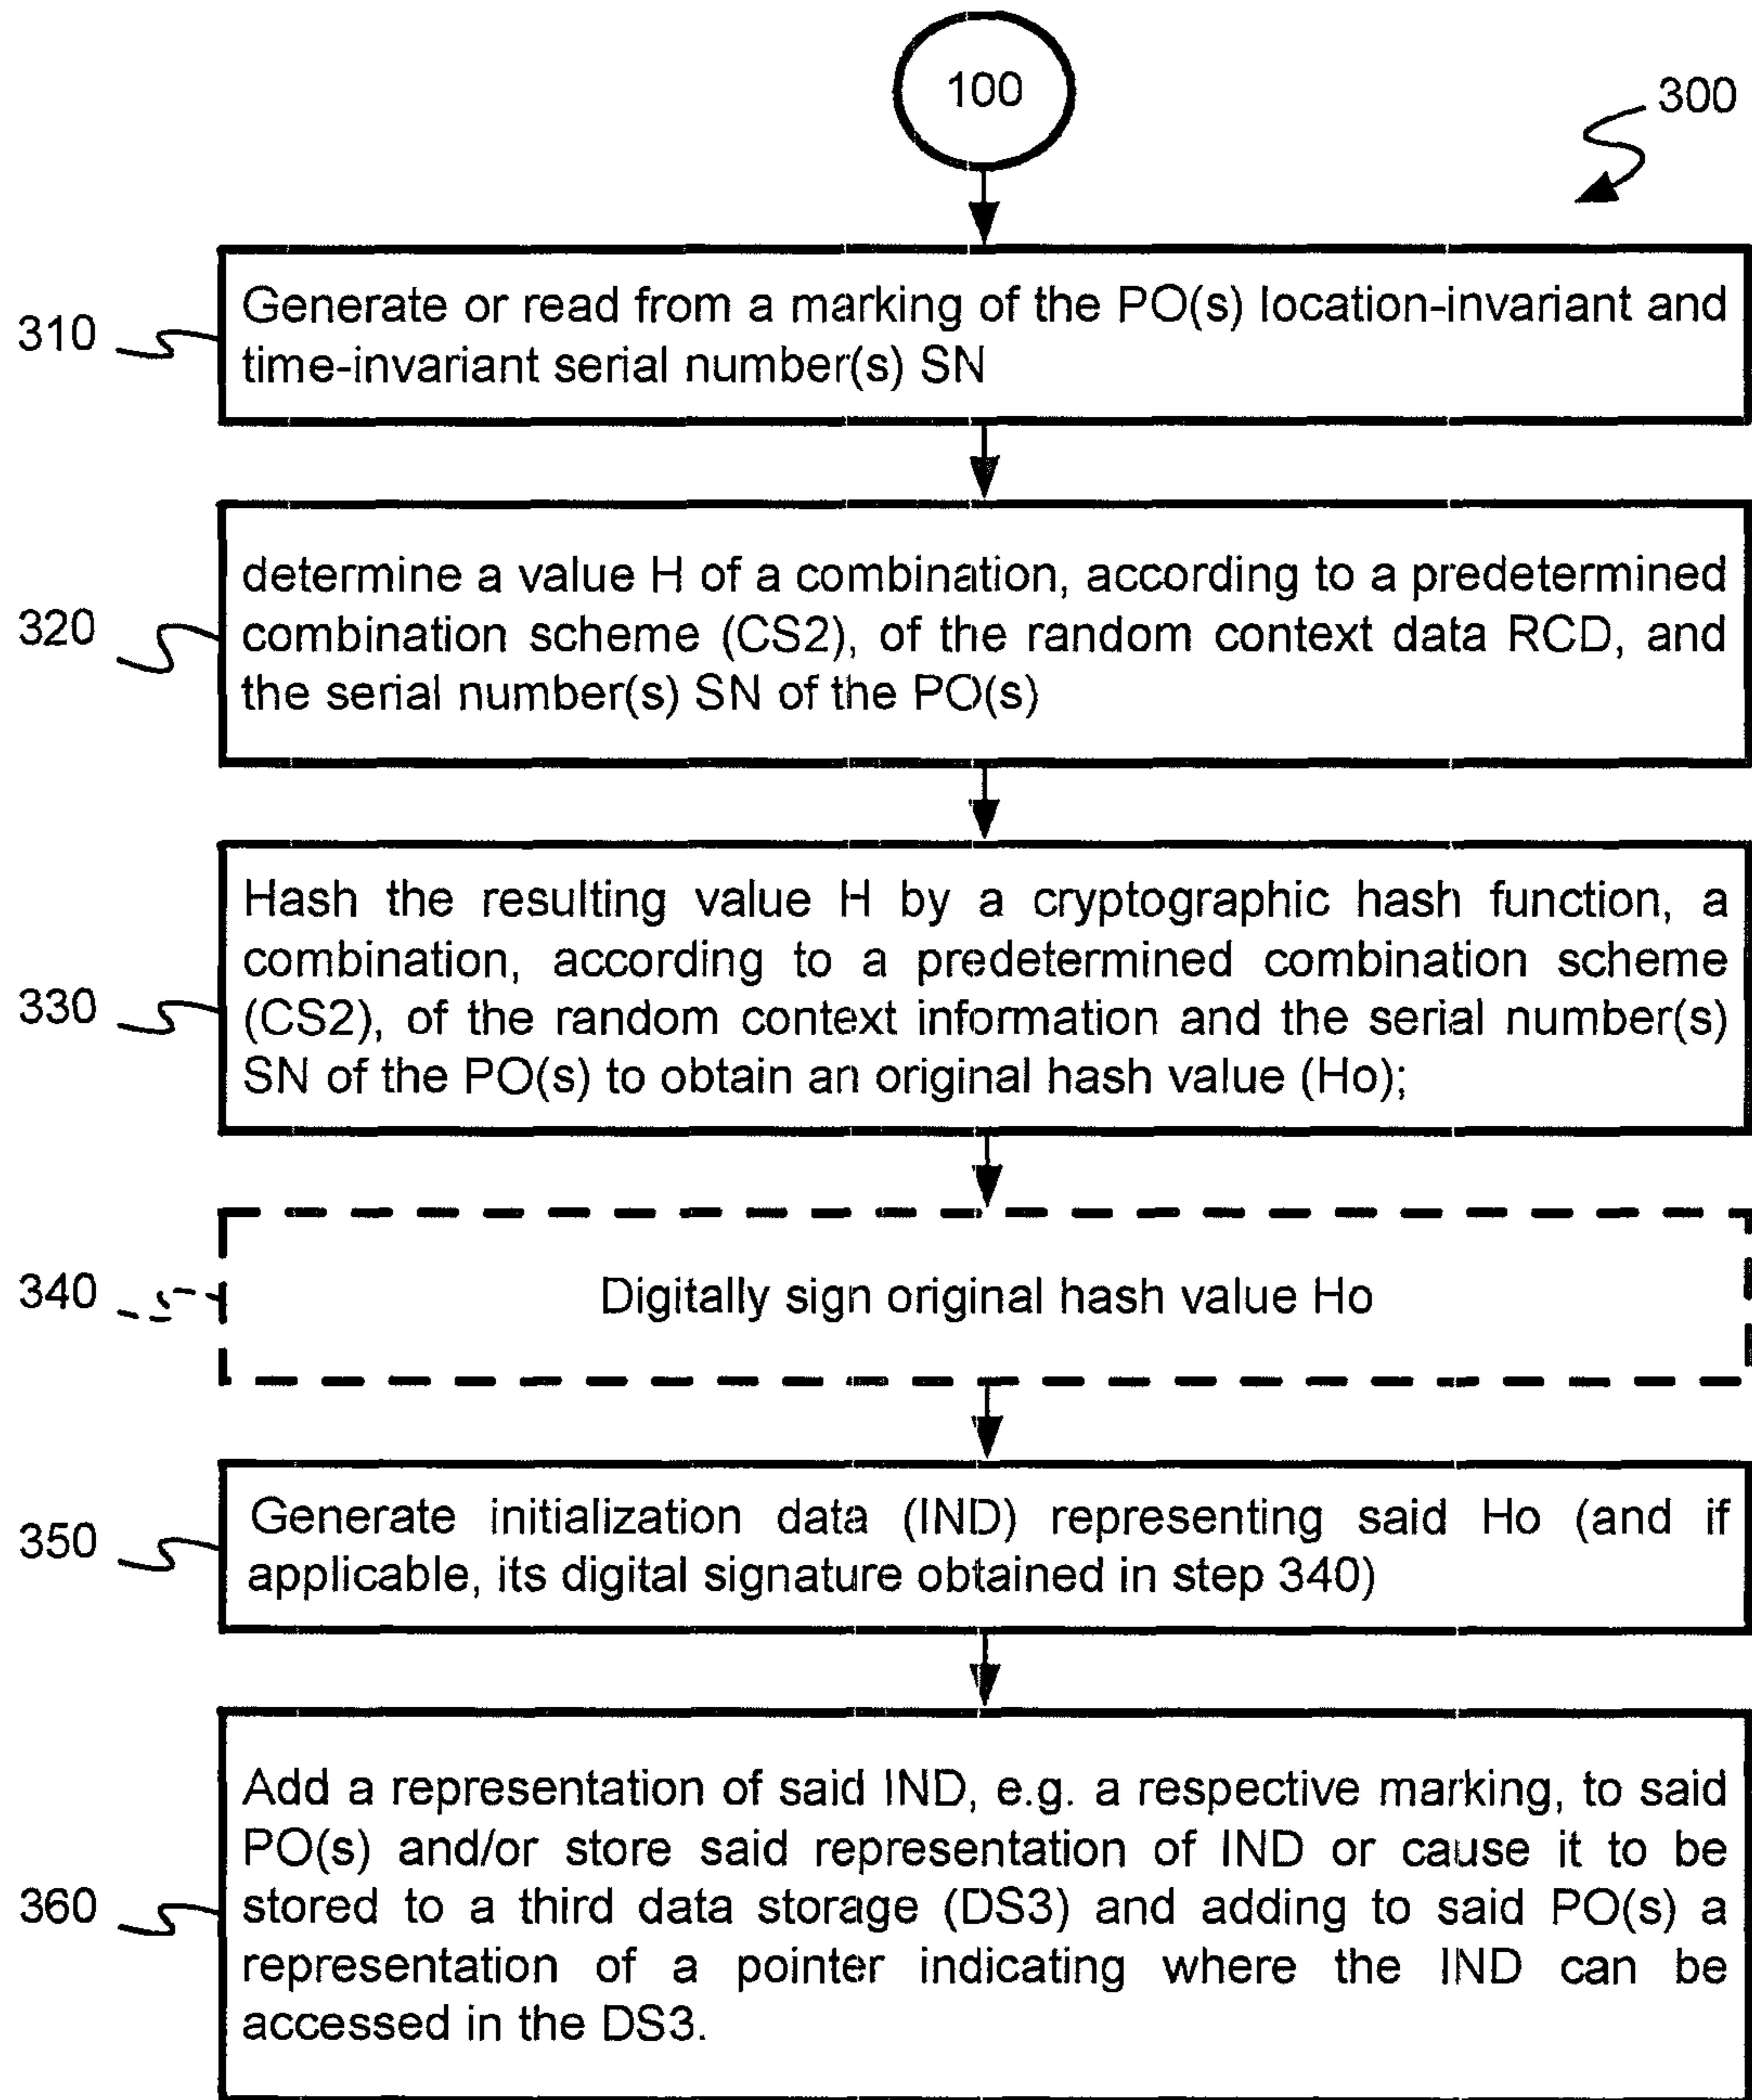 100
300
310
Generate or read from a marking of the PO(s) location-invariant and
time-invariant serial number(s) SN
320
determine a value H of a combination, according to a predetermined
combination scheme (CS2), of the random context data RCD, and
the serial number(s) SN of the PO(s)
330
Hash the resulting value H by a cryptographic hash function, a
combination, according to a predetermined combination scheme
(CS2), of the random context information and the serial number(s)
SN of the PO(s) to obtain an original hash value (Ho);
340
Digitally sign original hash value Ho
350
Generate initialization data (IND) representing said Ho (and if
applicable, its digital signature obtained in step 340)
360
Add a representation of said IND, e.g. a respective marking, to said
PO(s) and/or store said representation of IND or cause it to be
stored to a third data storage (DS3) and adding to said PO(s) a
representation of a pointer indicating where the IND can be
accessed in the DS3.